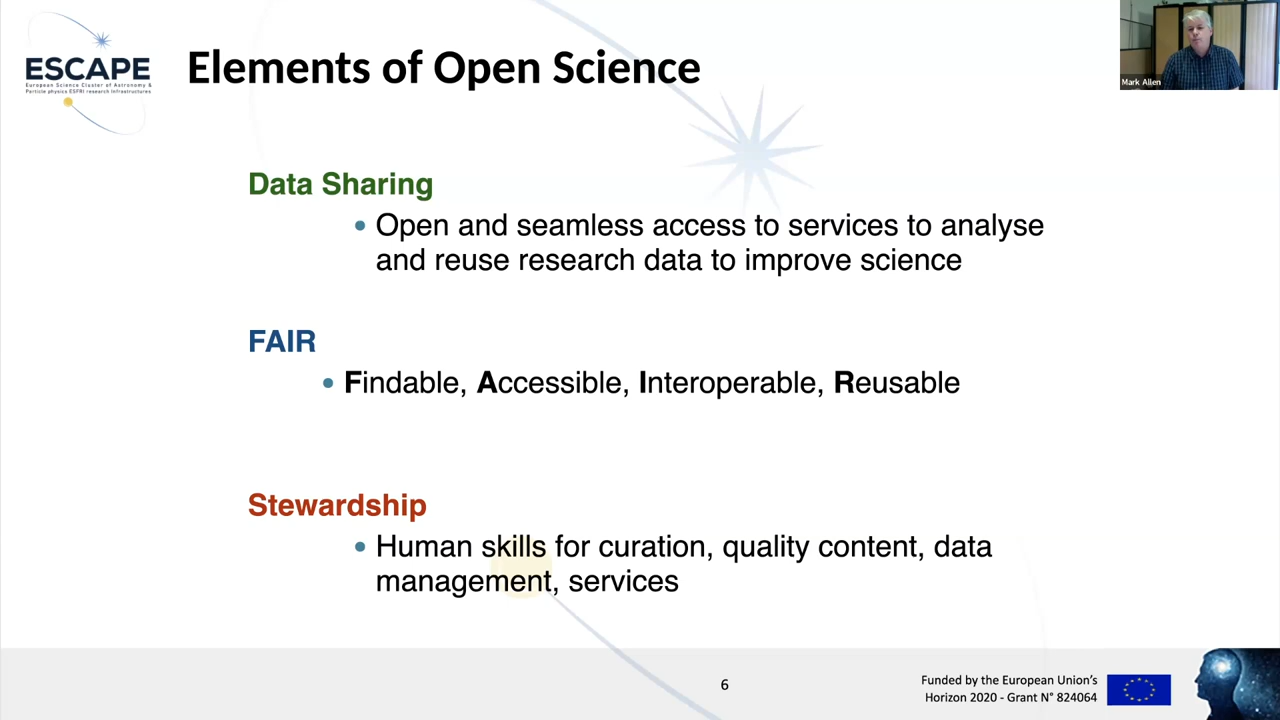 ESCAPE
European Science Cluster of Astronomy &
Particle physics ESFRI research Infrastructures
Elements of Open Science
Mark Allen
Data Sharing
• Open and seamless access to services to analyse
and reuse research data to improve science
FAIR
• Findable, Accessible, Interoperable, Reusable
Stewardship
• Human skills for curation, quality content, data
management, services
6
Funded by the European Union's
Horizon 2020 - Grant N° 824064